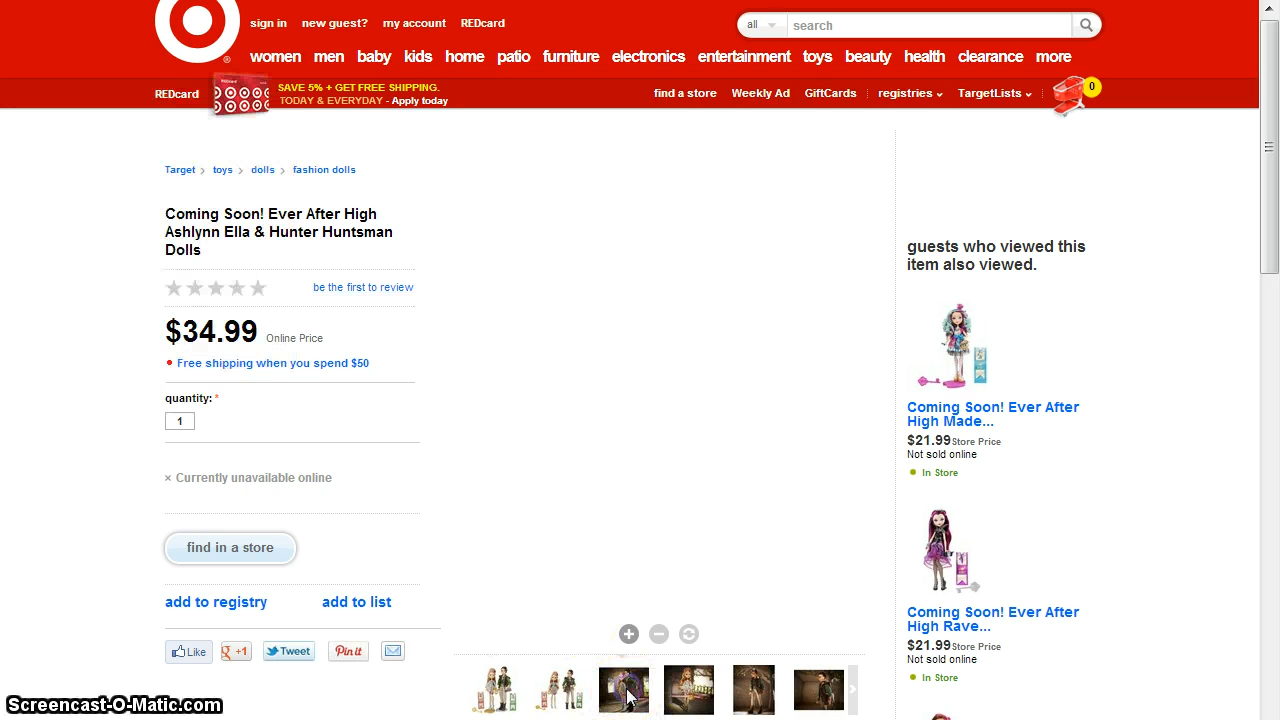 sign in new guest? my account REDcard
all search
women men baby kids home patio furniture electronics entertainment toys beauty health clearance more
REDcard
SAVE 5% + GET FREE SHIPPING.
TODAY & EVERYDAY - Apply today
find a store Weekly Ad GiftCards registries TargetLists 0
Target > toys > dolls > fashion dolls
Coming Soon! Ever After High
Ashlynn Ella & Hunter Huntsman
Dolls
be the first to review
$34.99 Online Price
Free shipping when you spend $50
quantity: *
1
× Currently unavailable online
find in a store
add to registry add to list
Like +1 Tweet Pin it
guests who viewed this
item also viewed.
Coming Soon! Ever After
High Made...
$21.99 Store Price
Not sold online
In Store
Coming Soon! Ever After
High Rave...
$21.99 Store Price
Not sold online
In Store
Screencast-O-Matic.com